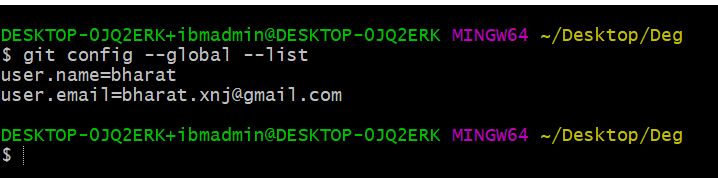 DESKTOP-0JQ2ERK+ibmadmin@DESKTOP-0JQ2ERK MINGW64 ~/Desktop/Deg
$ git config --global --list
user.name=bharat
user.email=bharat.xnj@gmail.com
DESKTOP-0JQ2ERK+ibmadmin@DESKTOP-0JQ2ERK MINGW64 ~/Desktop/Deg
$